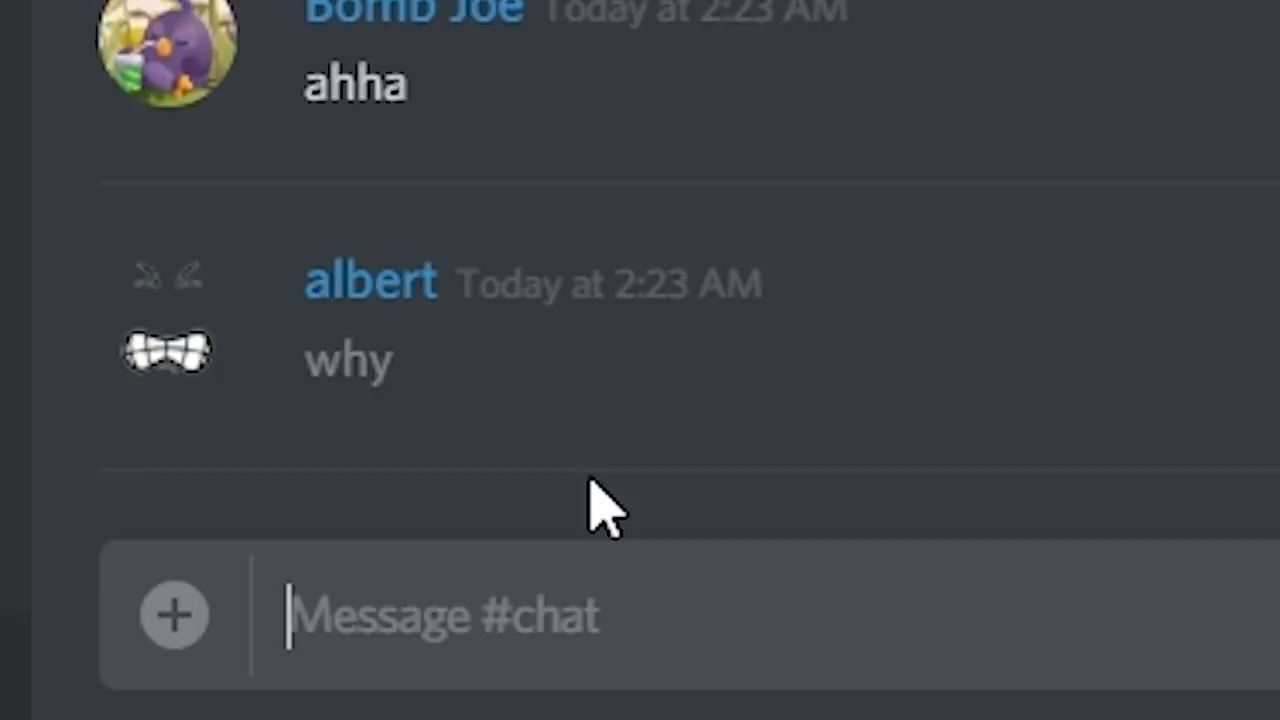 Bomb Joe Today at 2:23 AM
ahha
albert Today at 2:23 AM
why
Message #chat